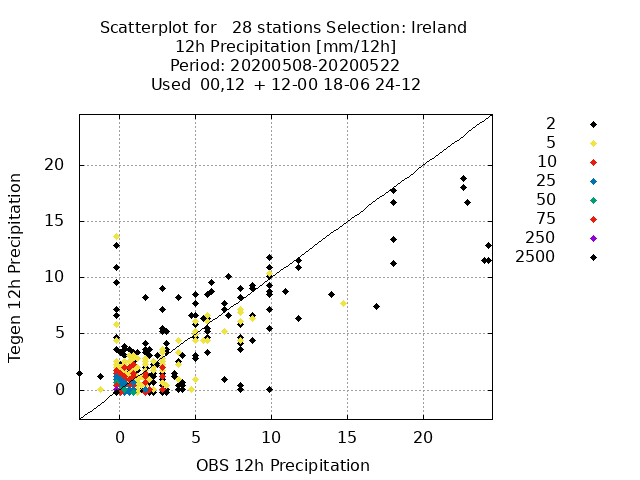 Scatterplot for   28 stations Selection: Ireland
12h Precipitation [mm/12h]
Period: 20200508-20200522
Used  00,12  + 12-00 18-06 24-12
2
5
10
25
50
75
250
2500
20
15
10
5
0
Tegen 12h Precipitation
0 5 10 15 20
OBS 12h Precipitation